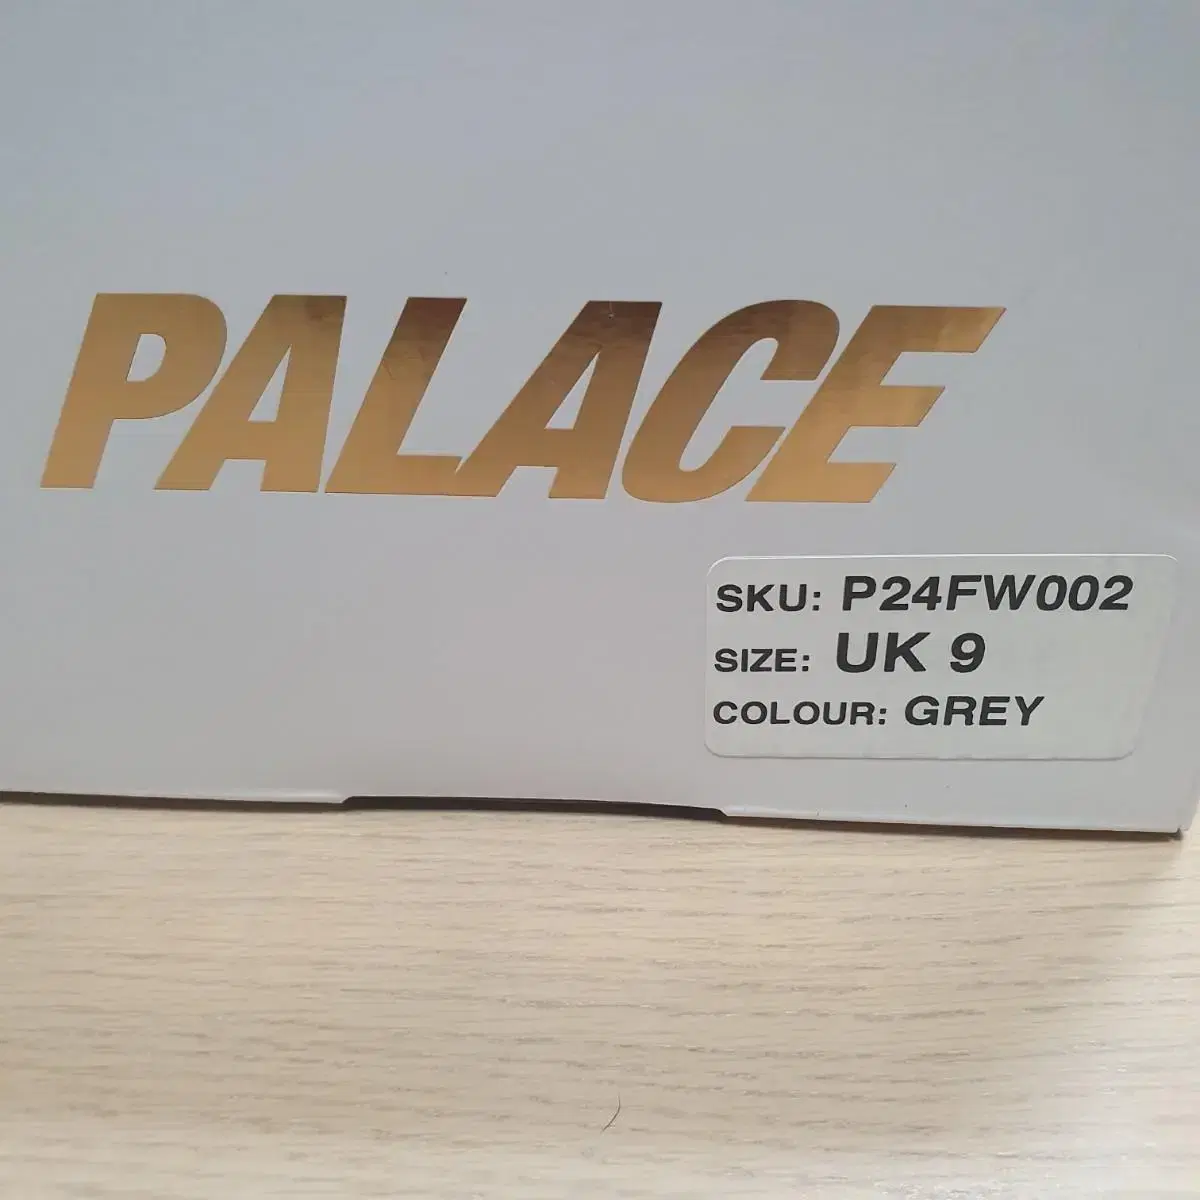 PALACE
SKU: P24FW002
SIZE: UK 9
COLOUR: GREY